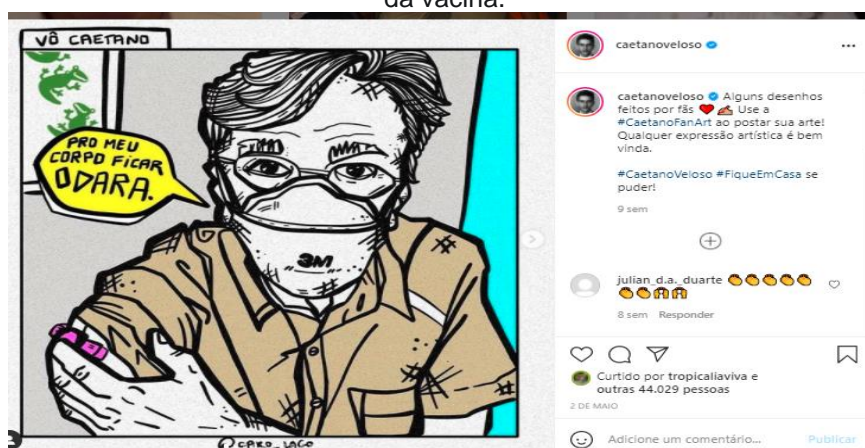 da vacina.
VÔ CAETANO
PRO MEU
CORPO FICAR
ODARA.
3M
caetanoveloso
caetanoveloso Alguns desenhos
feitos por fãs ❤️ ✍🏻 Use a
#CaetanoFanArt ao postar sua arte!
Qualquer expressão artística é bem
vinda.
#CaetanoVeloso #FiqueEmCasa se
puder!
9 sem
julian_d.a._duarte 👏👏👏👏👏
👏👏🙌🙌
8 sem Responder
Curtido por tropicaliaviva e
outras 44.029 pessoas
2 DE MAIO
Adicione um comentário... Publicar